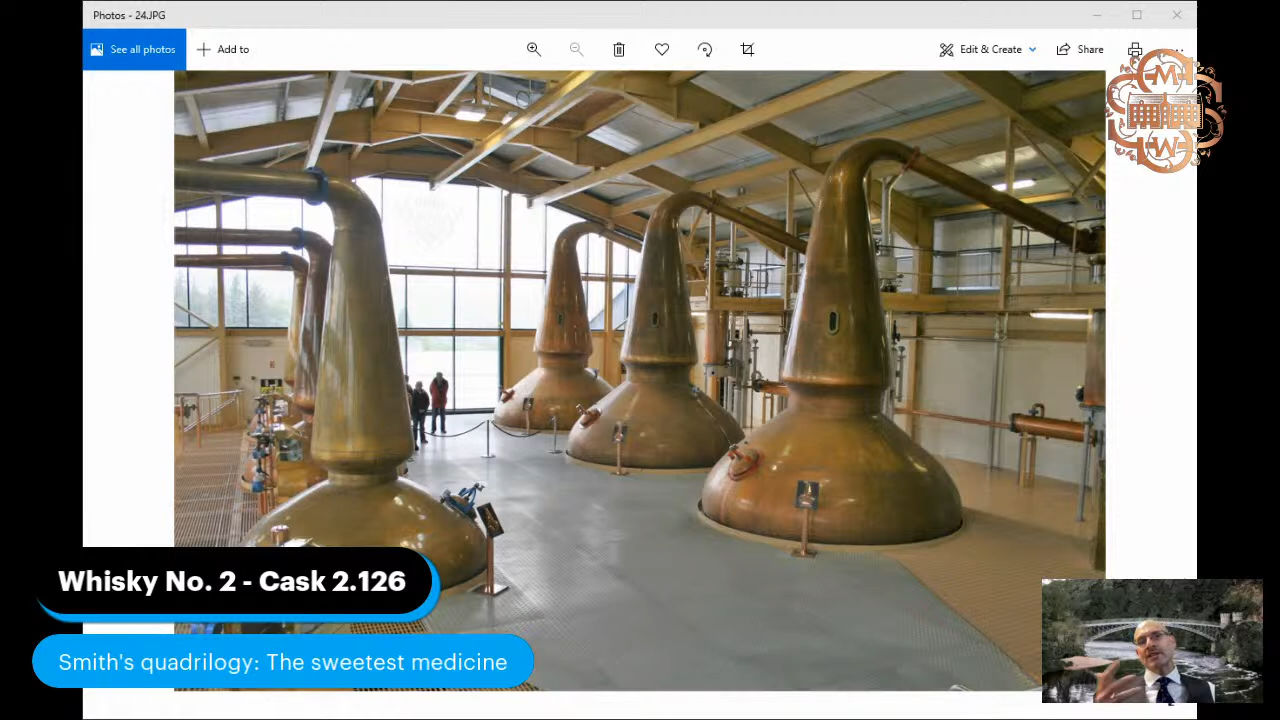 Photos - 24.JPG
See all photos
Add to
Edit & Create
Share
M
W
Whisky No. 2 - Cask 2.126
Smith's quadrilogy: The sweetest medicine